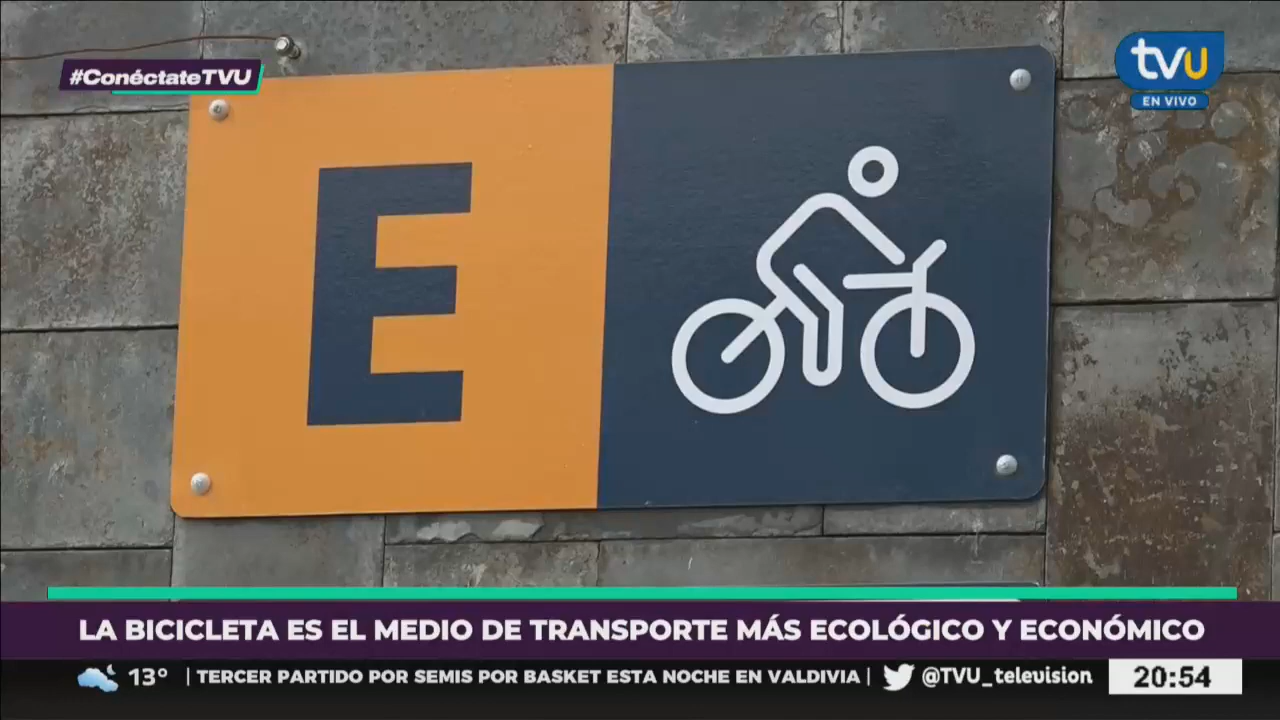 #ConéctateTVU
tvu
EN VIVO
E
LA BICICLETA ES EL MEDIO DE TRANSPORTE MÁS ECOLÓGICO Y ECONÓMICO
13° | TERCER PARTIDO POR SEMIS POR BASKET ESTA NOCHE EN VALDIVIA | @TVU_television 20:54